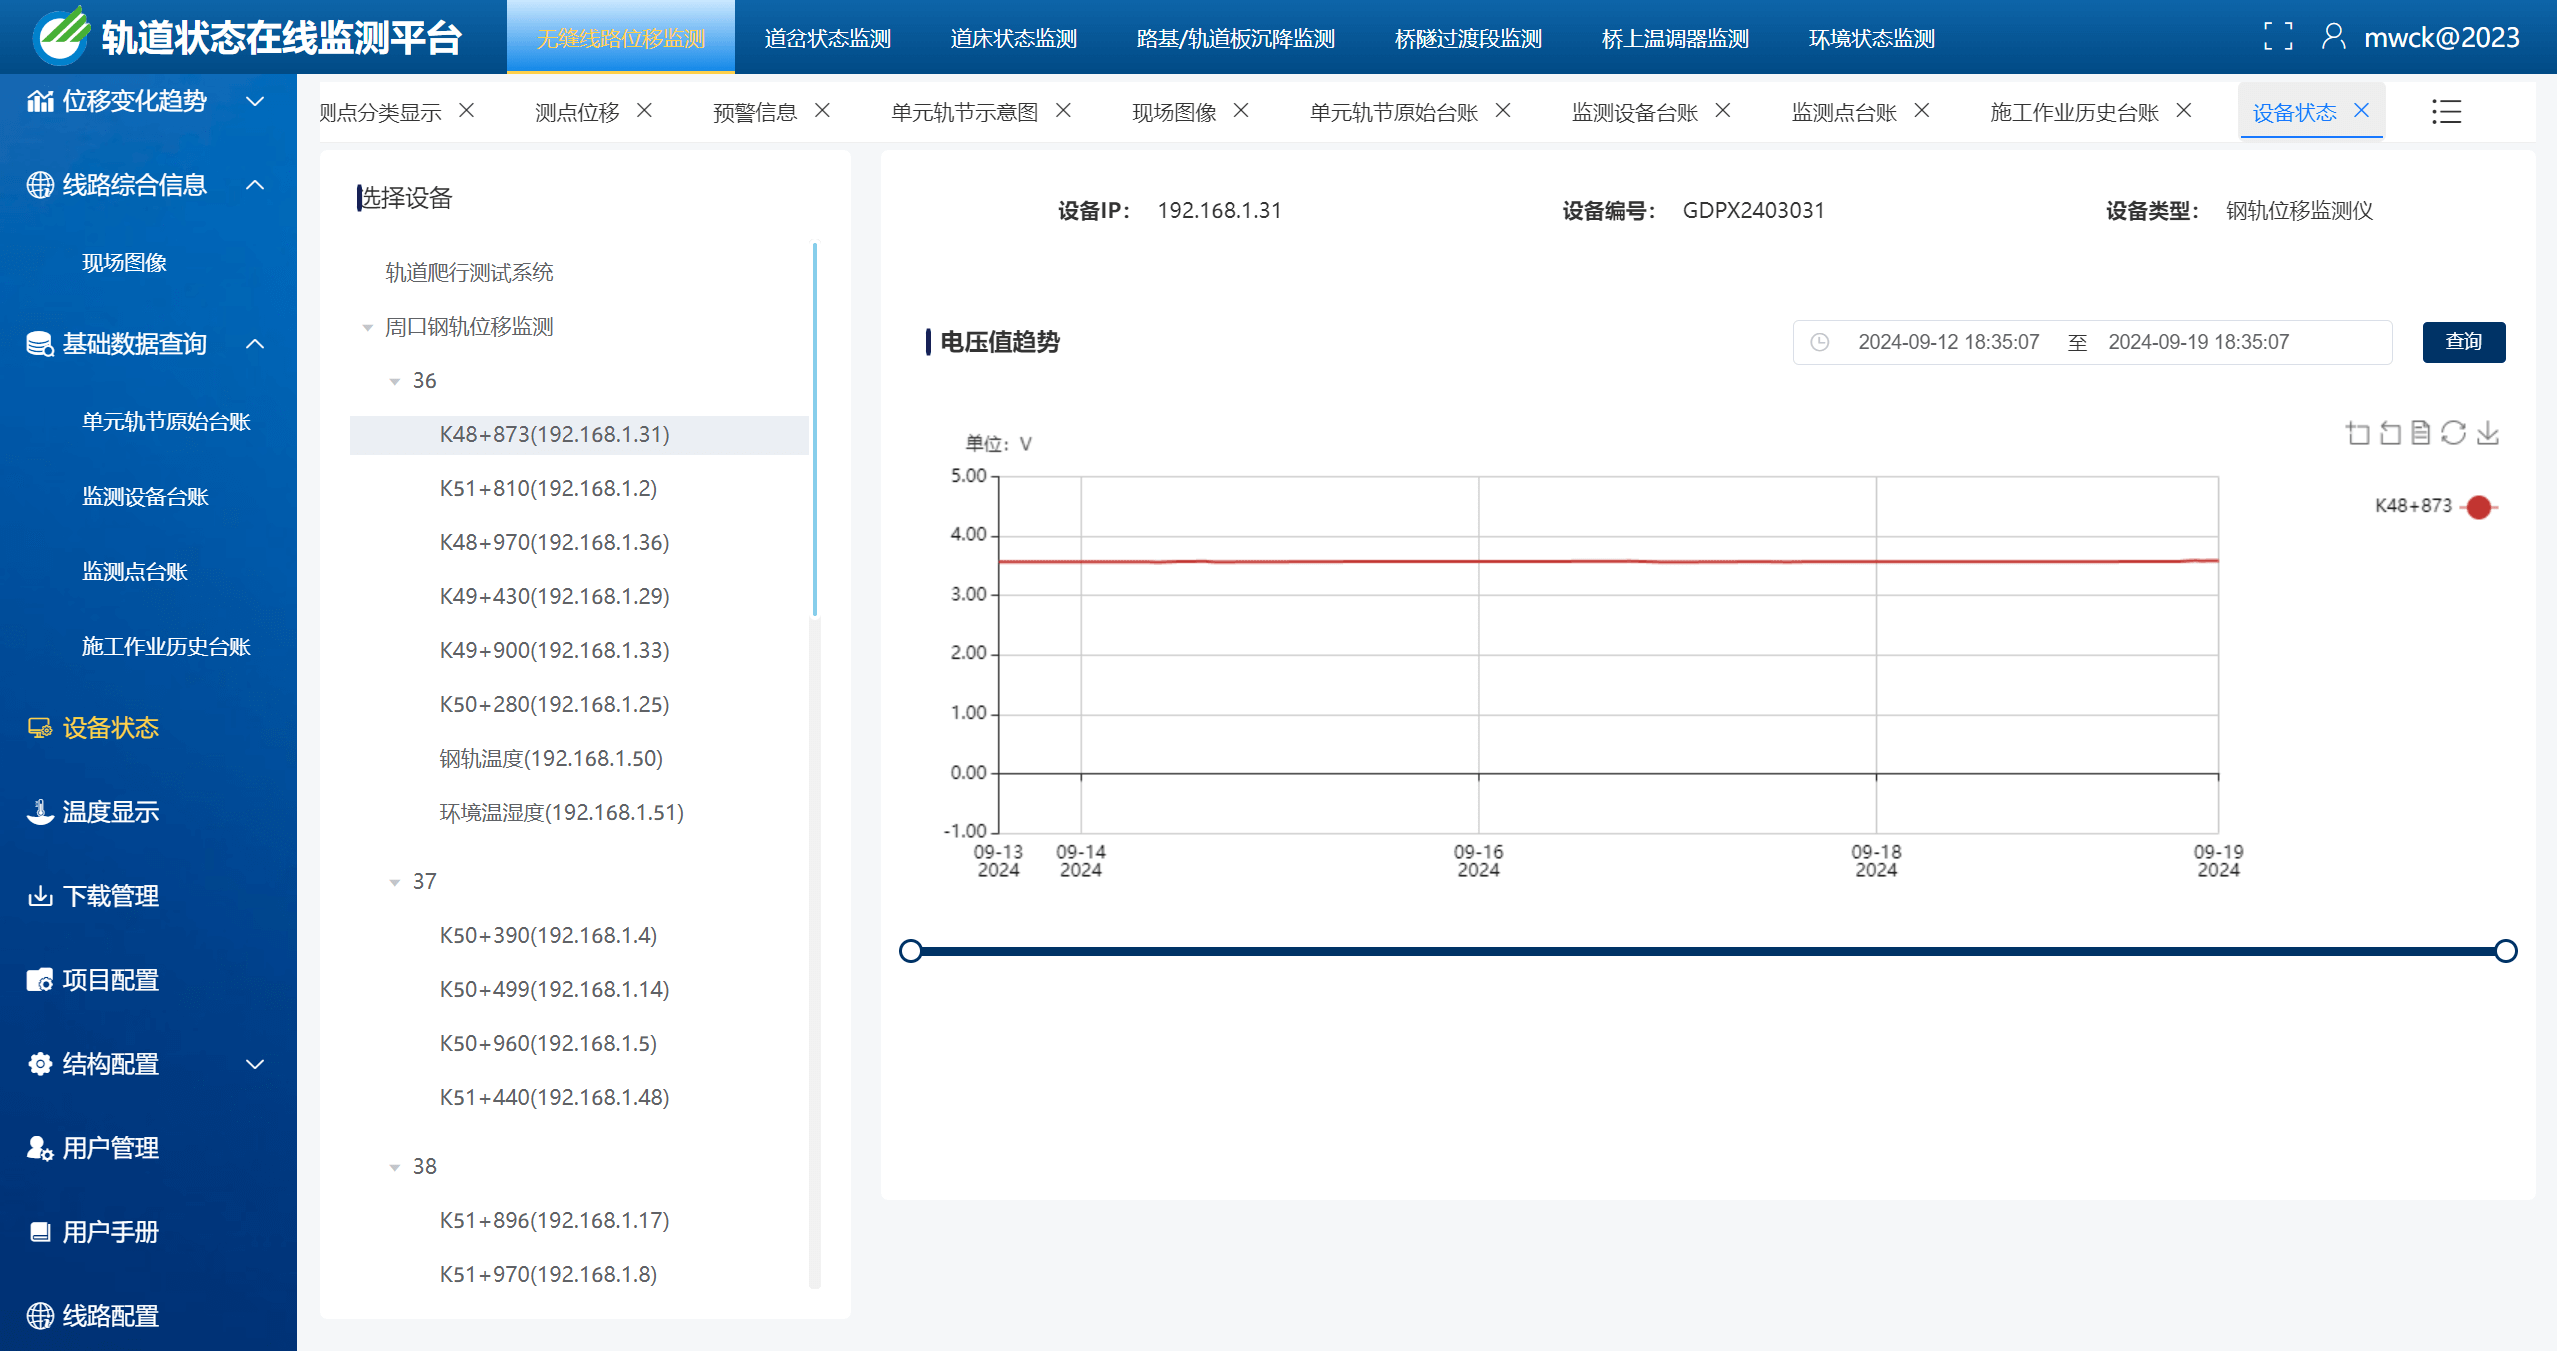 轨道状态在线监测平台
无缝线路位移监测
道岔状态监测
道床状态监测
路基/轨道板沉降监测
桥隧过渡段监测
桥上温调器监测
环境状态监测
mwck@2023
位移变化趋势
线路综合信息
现场图像
基础数据查询
单元轨节原始台账
监测设备台账
监测点台账
施工作业历史台账
设备状态
温度显示
下载管理
项目配置
结构配置
用户管理
用户手册
线路配置
测点分类显示
测点位移
预警信息
单元轨节示意图
现场图像
单元轨节原始台账
监测设备台账
监测点台账
施工作业历史台账
设备状态
选择设备
轨道爬行测试系统
周口钢轨位移监测
36
K48+873(192.168.1.31)
K51+810(192.168.1.2)
K48+970(192.168.1.36)
K49+430(192.168.1.29)
K49+900(192.168.1.33)
K50+280(192.168.1.25)
钢轨温度(192.168.1.50)
环境温湿度(192.168.1.51)
37
K50+390(192.168.1.4)
K50+499(192.168.1.14)
K50+960(192.168.1.5)
K51+440(192.168.1.48)
38
K51+896(192.168.1.17)
K51+970(192.168.1.8)
设备IP： 192.168.1.31
设备编号： GDPX2403031
设备类型： 钢轨位移监测仪
电压值趋势
2024-09-12 18:35:07 至 2024-09-19 18:35:07
查询
单位：V
K48+873
5.00
4.00
3.00
2.00
1.00
0.00
-1.00
09-13 2024
09-14 2024
09-16 2024
09-18 2024
09-19 2024